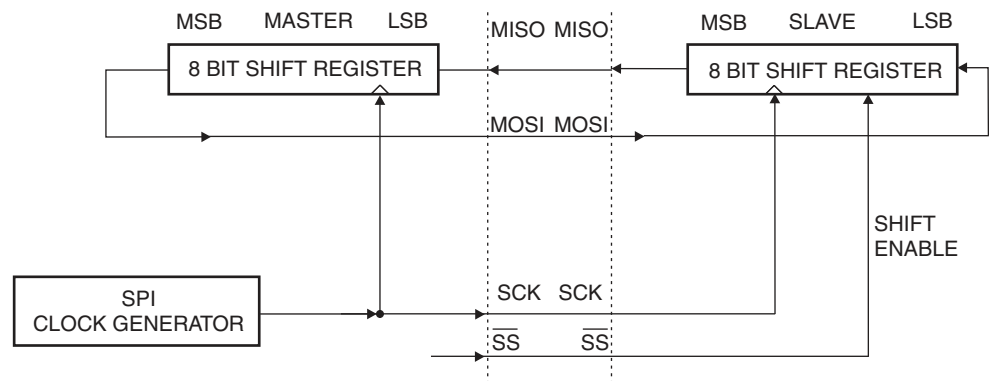 MSB MASTER LSB
MISO MISO
MSB SLAVE LSB
8 BIT SHIFT REGISTER
8 BIT SHIFT REGISTER
MOSI MOSI
SHIFT
ENABLE
SPI
CLOCK GENERATOR
SCK SCK
SS SS